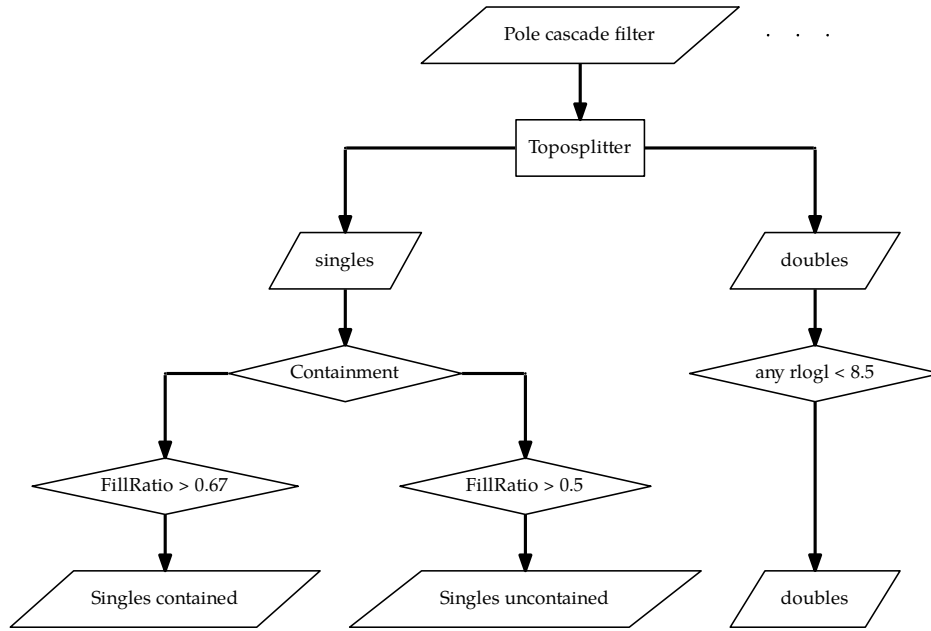 Pole cascade filter
. . .
Toposplitter
singles
doubles
Containment
any rlogl < 8.5
FillRatio > 0.67
FillRatio > 0.5
Singles contained
Singles uncontained
doubles